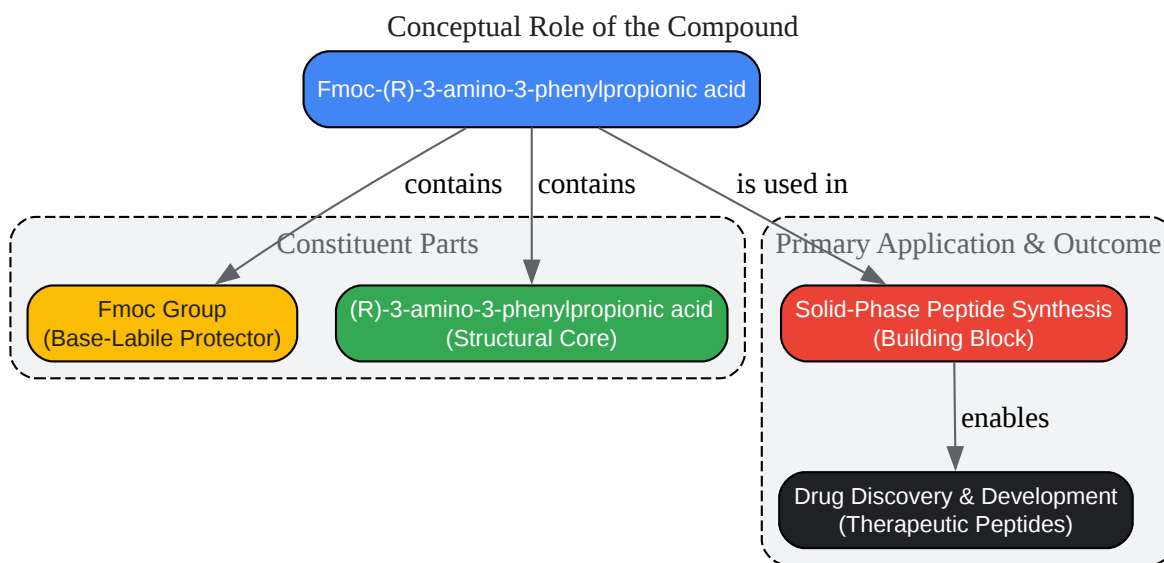 Conceptual Role of the Compound
Fmoc-(R)-3-amino-3-phenylpropionic acid
contains
contains
is used in
Constituent Parts
Primary Application & Outcome
Fmoc Group
(Base-Labile Protector)
(R)-3-amino-3-phenylpropionic acid
(Structural Core)
Solid-Phase Peptide Synthesis
(Building Block)
enables
Drug Discovery & Development
(Therapeutic Peptides)